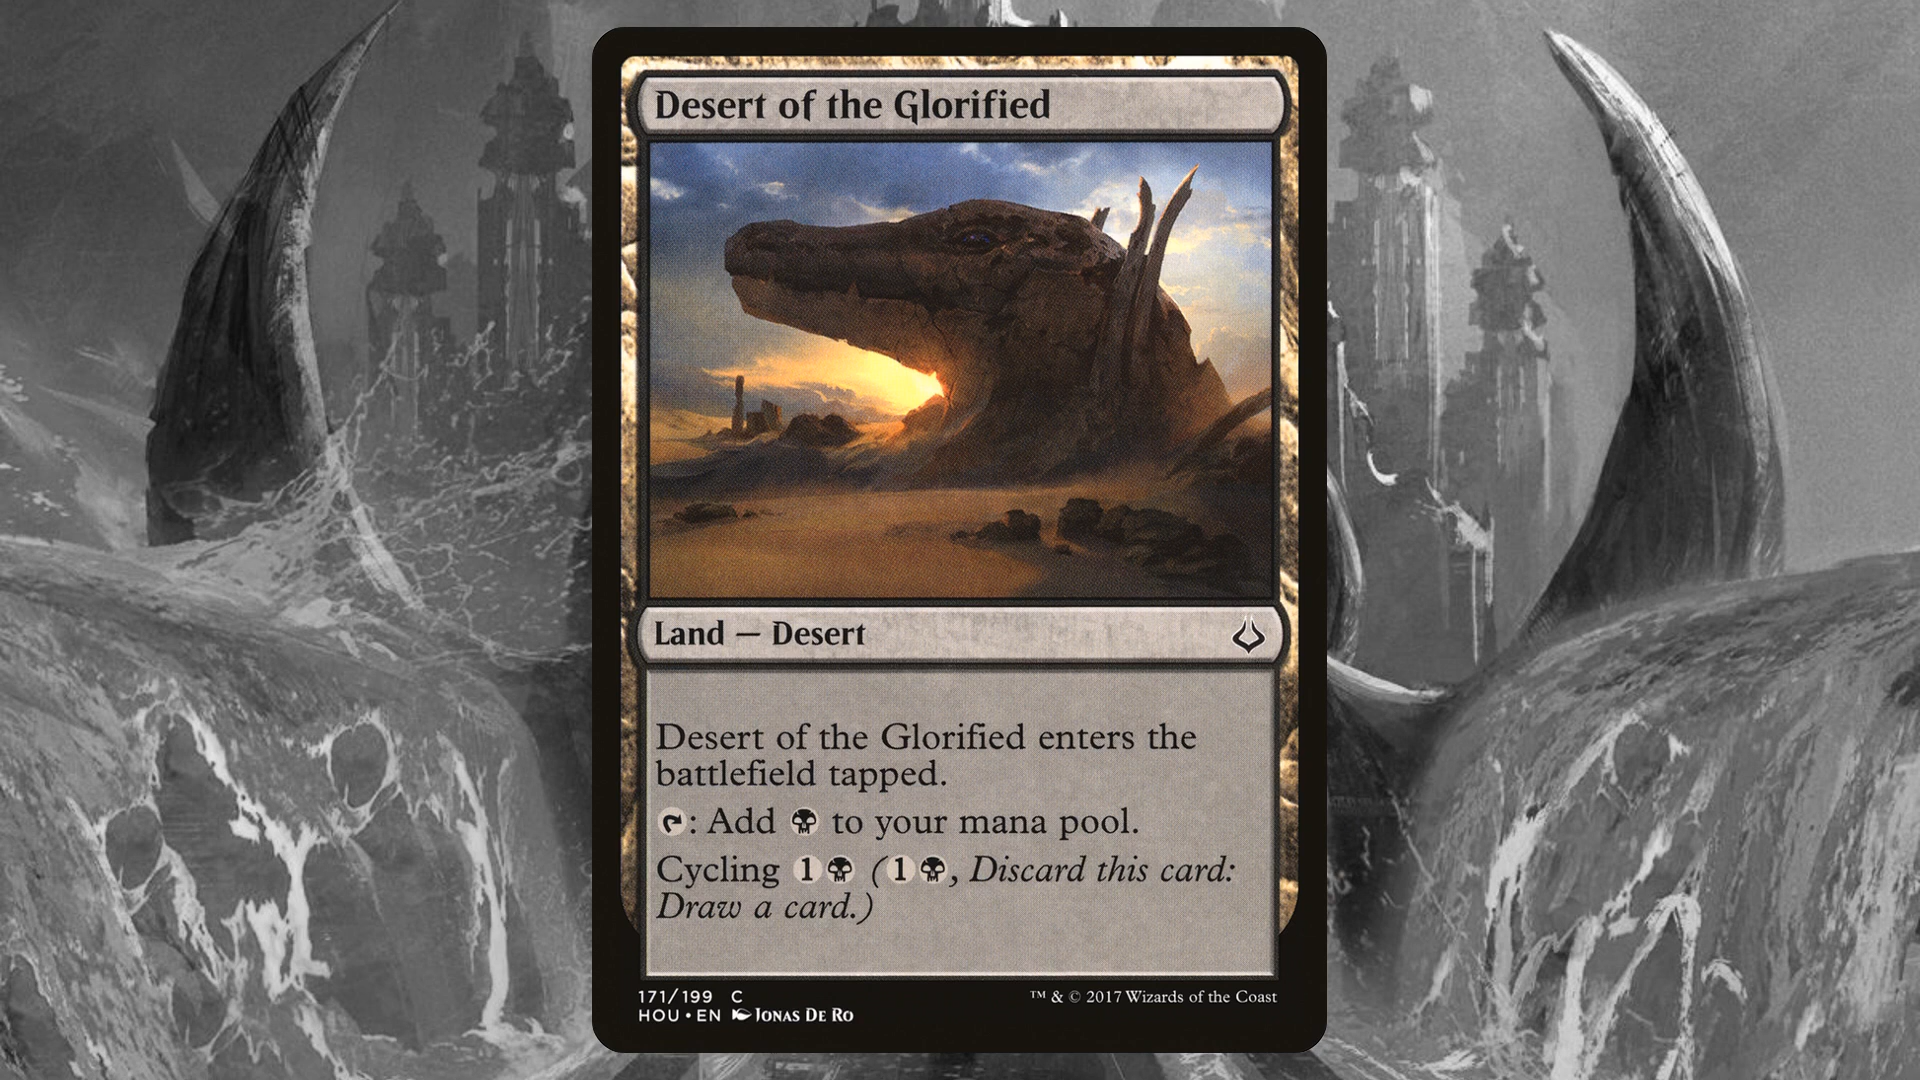 Desert of the Glorified
Land — Desert
Desert of the Glorified enters the
battlefield tapped.
: Add to your mana pool.
Cycling 1 (1, Discard this card:
Draw a card.)
171/199 C
HOU • EN JONAS DE RO
™ & © 2017 Wizards of the Coast